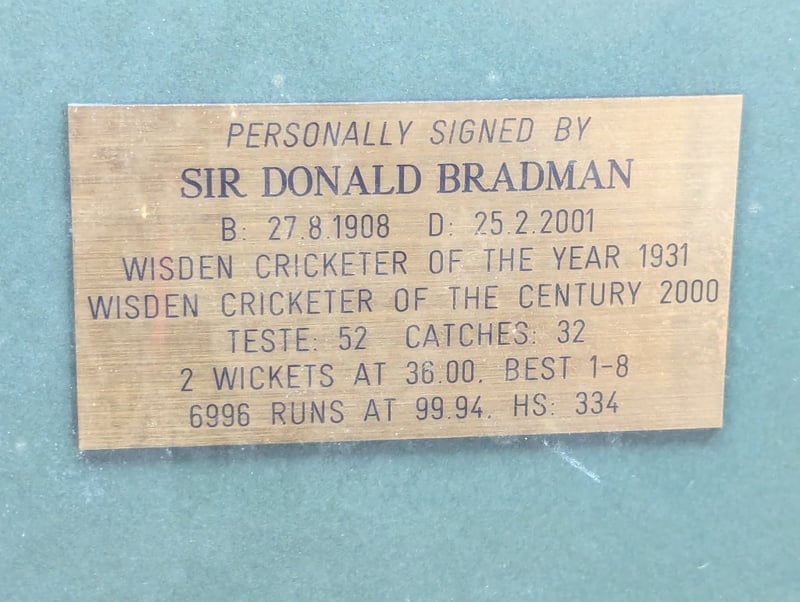 PERSONALLY SIGNED BY
SIR DONALD BRADMAN
B: 27.8.1908 D: 25.2.2001
WISDEN CRICKETER OF THE YEAR 1931
WISDEN CRICKETER OF THE CENTURY 2000
TESTE: 52 CATCHES: 32
2 WICKETS AT 36.00. BEST 1-8
6996 RUNS AT 99.94. HS: 334